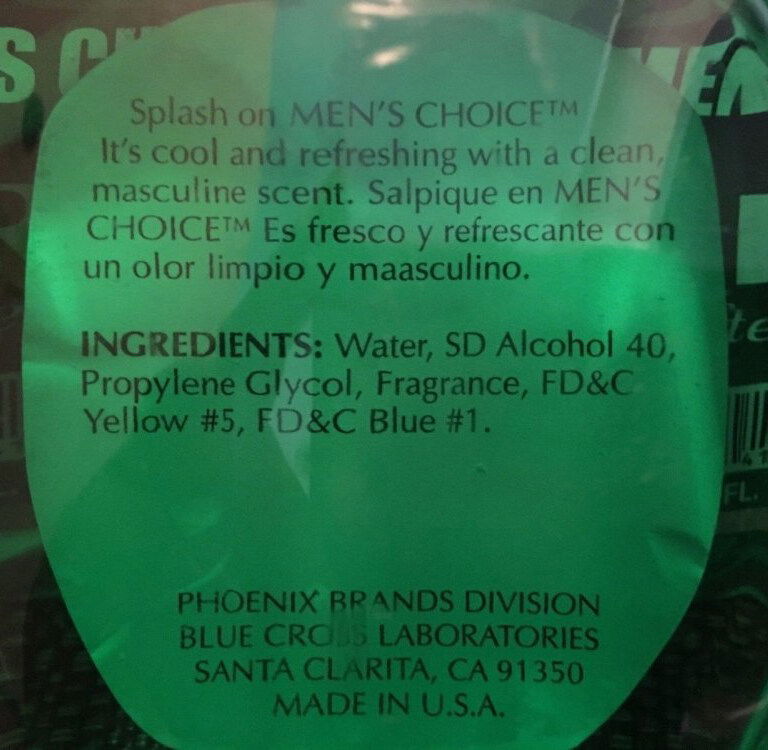 Splash on MEN'S CHOICE™
It's cool and refreshing with a clean,
masculine scent. Salpique en MEN'S
CHOICE™ Es fresco y refrescante con
un olor limpio y maasculino.
INGREDIENTS: Water, SD Alcohol 40,
Propylene Glycol, Fragrance, FD&C
Yellow #5, FD&C Blue #1.
PHOENIX BRANDS DIVISION
BLUE CROSS LABORATORIES
SANTA CLARITA, CA 91350
MADE IN U.S.A.
FL.